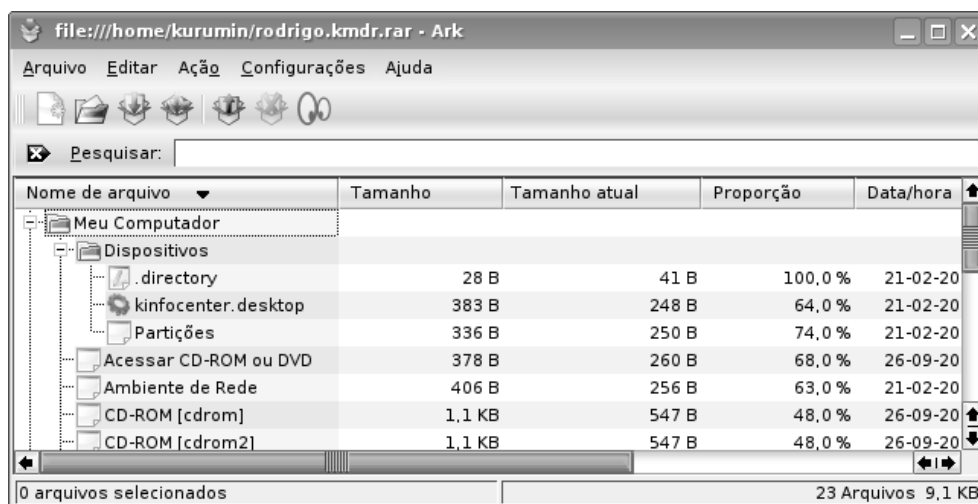 file:///home/kurumin/rodrigo.kmdr.rar - Ark
Arquivo Editar Ação Configurações Ajuda
Pesquisar:
Nome de arquivo Tamanho Tamanho atual Proporção Data/hora
Meu Computador
Dispositivos
.directory 28 B 41 B 100,0 % 21-02-20
kinfocenter.desktop 383 B 248 B 64,0 % 21-02-20
Partições 336 B 250 B 74,0 % 21-02-20
Acessar CD-ROM ou DVD 378 B 260 B 68,0 % 26-09-20
Ambiente de Rede 406 B 256 B 63,0 % 21-02-20
CD-ROM [cdrom] 1,1 KB 547 B 48,0 % 26-09-20
CD-ROM [cdrom2] 1,1 KB 547 B 48,0 % 26-09-20
0 arquivos selecionados 23 Arquivos 9,1 KB